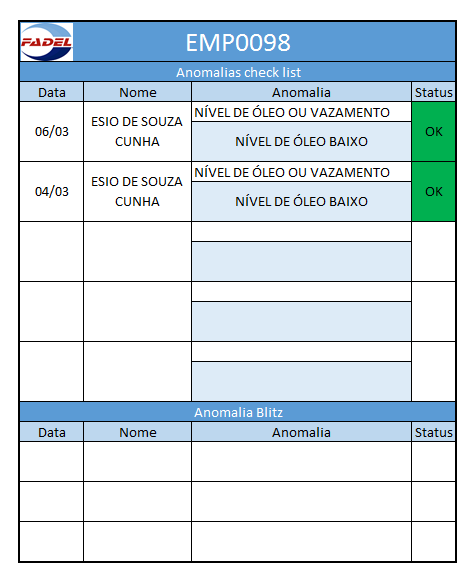 FADEL
EMP0098
Anomalias check list
Data Nome Anomalia Status
06/03 ESIO DE SOUZA CUNHA NÍVEL DE ÓLEO OU VAZAMENTO OK
NÍVEL DE ÓLEO BAIXO
04/03 ESIO DE SOUZA CUNHA NÍVEL DE ÓLEO OU VAZAMENTO OK
NÍVEL DE ÓLEO BAIXO
Anomalia Blitz
Data Nome Anomalia Status